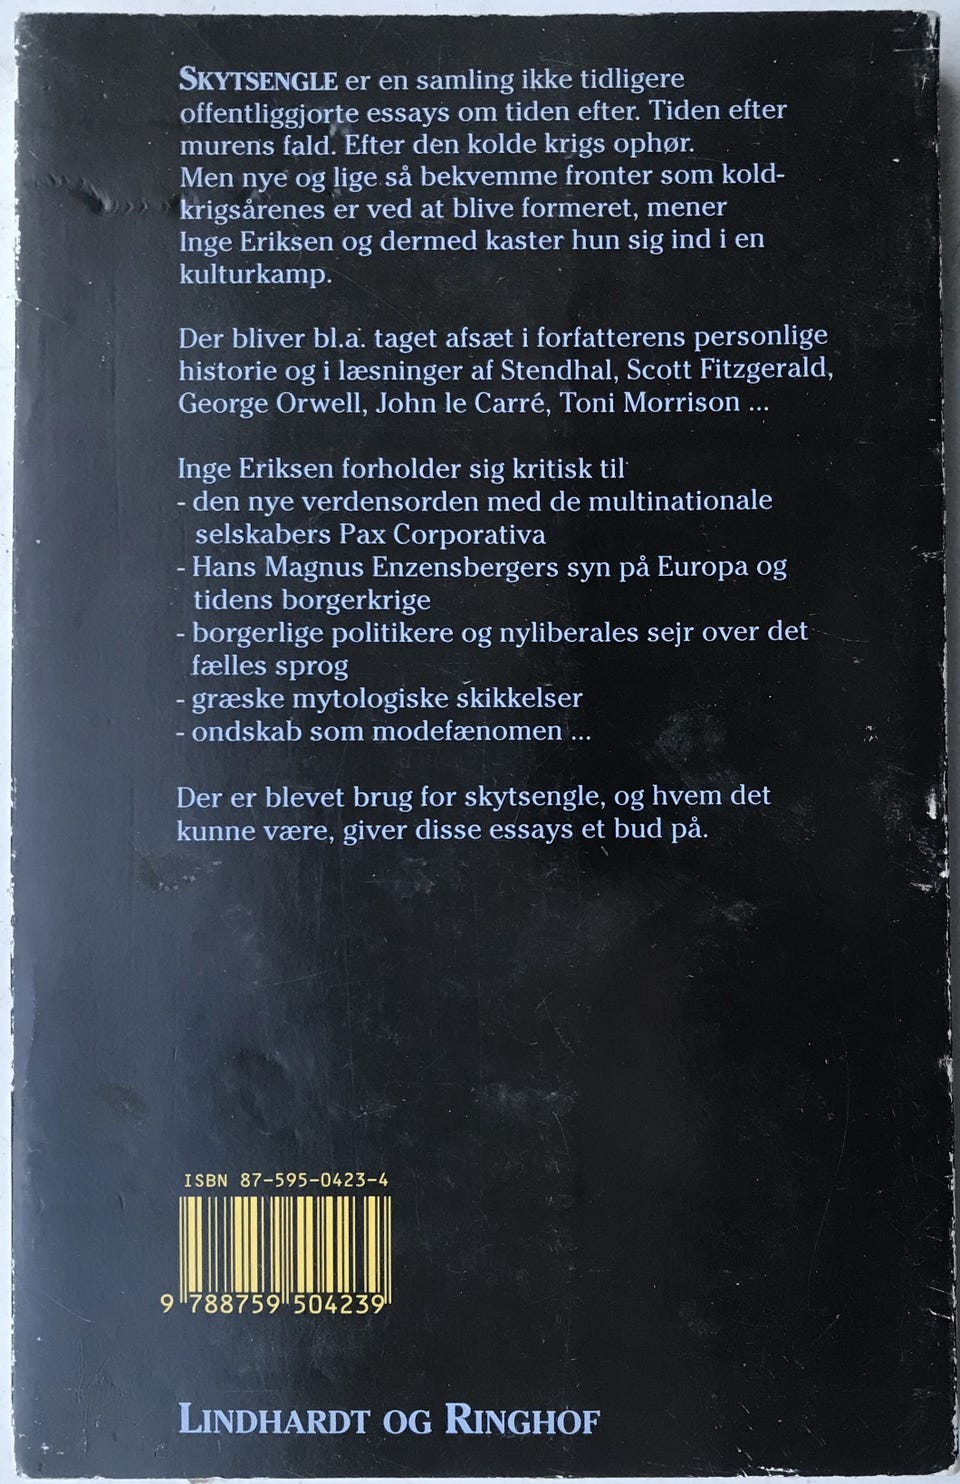 SKYTSENGLE er en samling ikke tidligere
offentliggjorte essays om tiden efter. Tiden efter
murens fald. Efter den kolde krigs ophør.
Men nye og lige så bekvemme fronter som kold-
krigsårenes er ved at blive formeret, mener
Inge Eriksen og dermed kaster hun sig ind i en
kulturkamp.
Der bliver bl.a. taget afsæt i forfatterens personlige
historie og i læsninger af Stendhal, Scott Fitzgerald,
George Orwell, John le Carré, Toni Morrison ...
Inge Eriksen forholder sig kritisk til
- den nye verdensorden med de multinationale
selskabers Pax Corporativa
- Hans Magnus Enzensbergers syn på Europa og
tidens borgerkrige
- borgerlige politikere og nyliberales sejr over det
fælles sprog
- græske mytologiske skikkelser
- ondskab som modefænomen ...
Der er blevet brug for skytsengle, og hvem det
kunne være, giver disse essays et bud på.
ISBN 87-595-0423-4
9 788759 504239
LINDHARDT OG RINGHOF